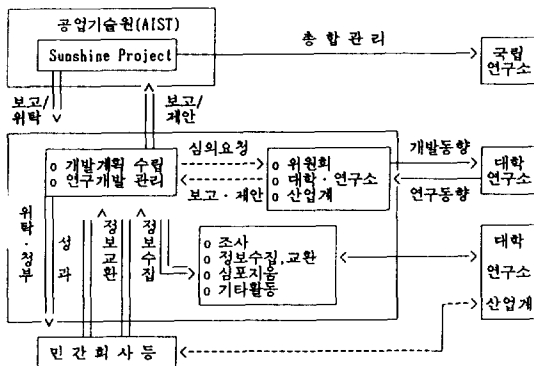 공업기술원(AIST)
Sunshine Project
총합관리
국립
연구소
보고/
위탁
보고/
제안
o 개발계획 수립
o 연구개발 관리
심의요청
보고·제안
o 위원회
o 대학·연구소
o 산업계
개발동향
연구동향
대학
연구소
위탁·청부
성과
정보교환
정보수집
o 조사
o 정보수집,교환
o 심포지움
o 기타활동
대학
연구소
산업계
민간회사등